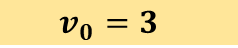 v₀ = 3